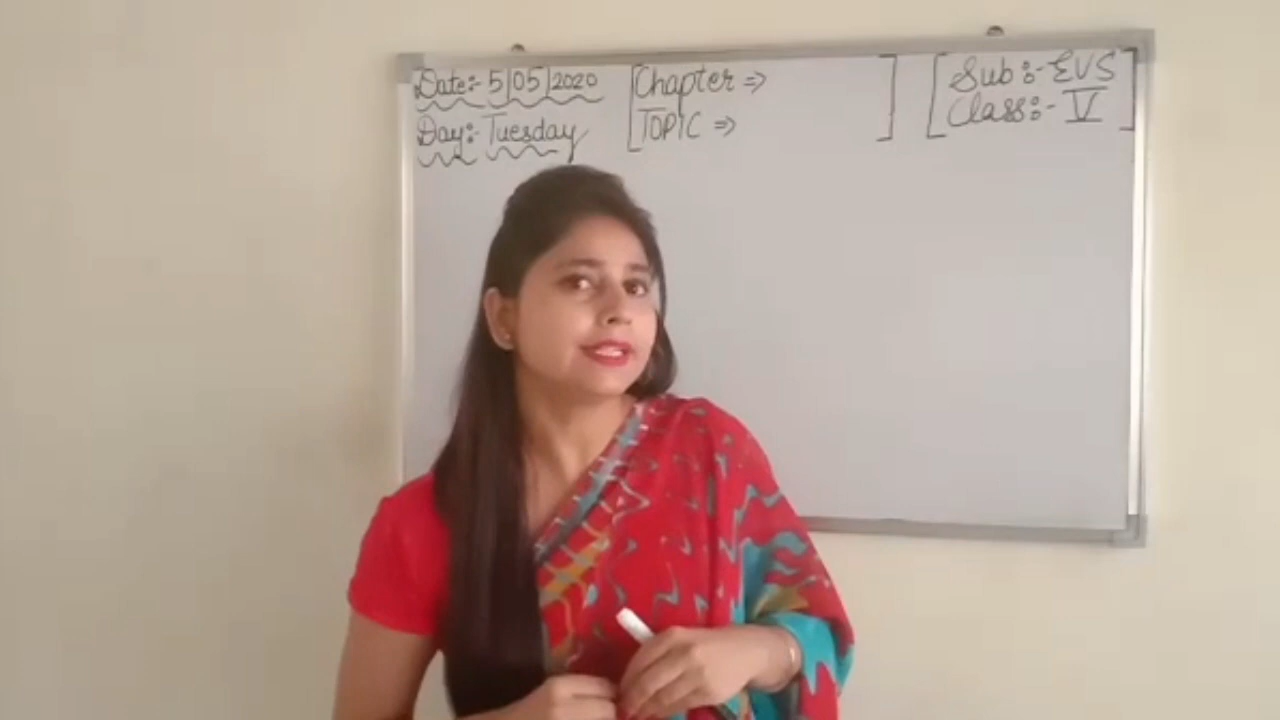 Date:- 5|05|2020
Day:- Tuesday
[Chapter ⇒
TOPIC ⇒ ]
[Sub :- EVS
Class:- V]